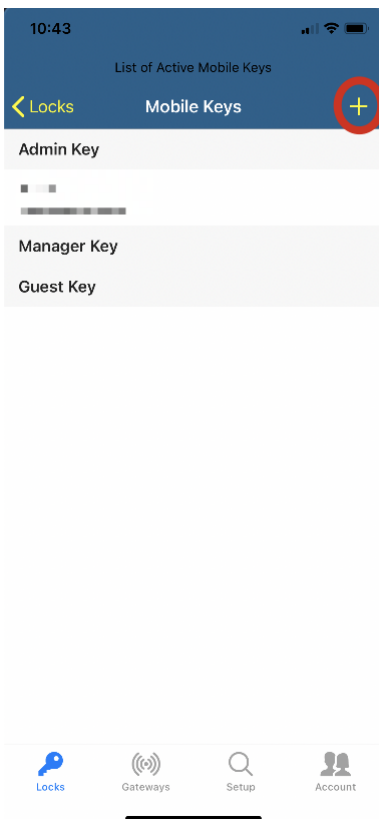 10:43
List of Active Mobile Keys
Locks Mobile Keys +
Admin Key
Manager Key
Guest Key
Locks Gateways Setup Account